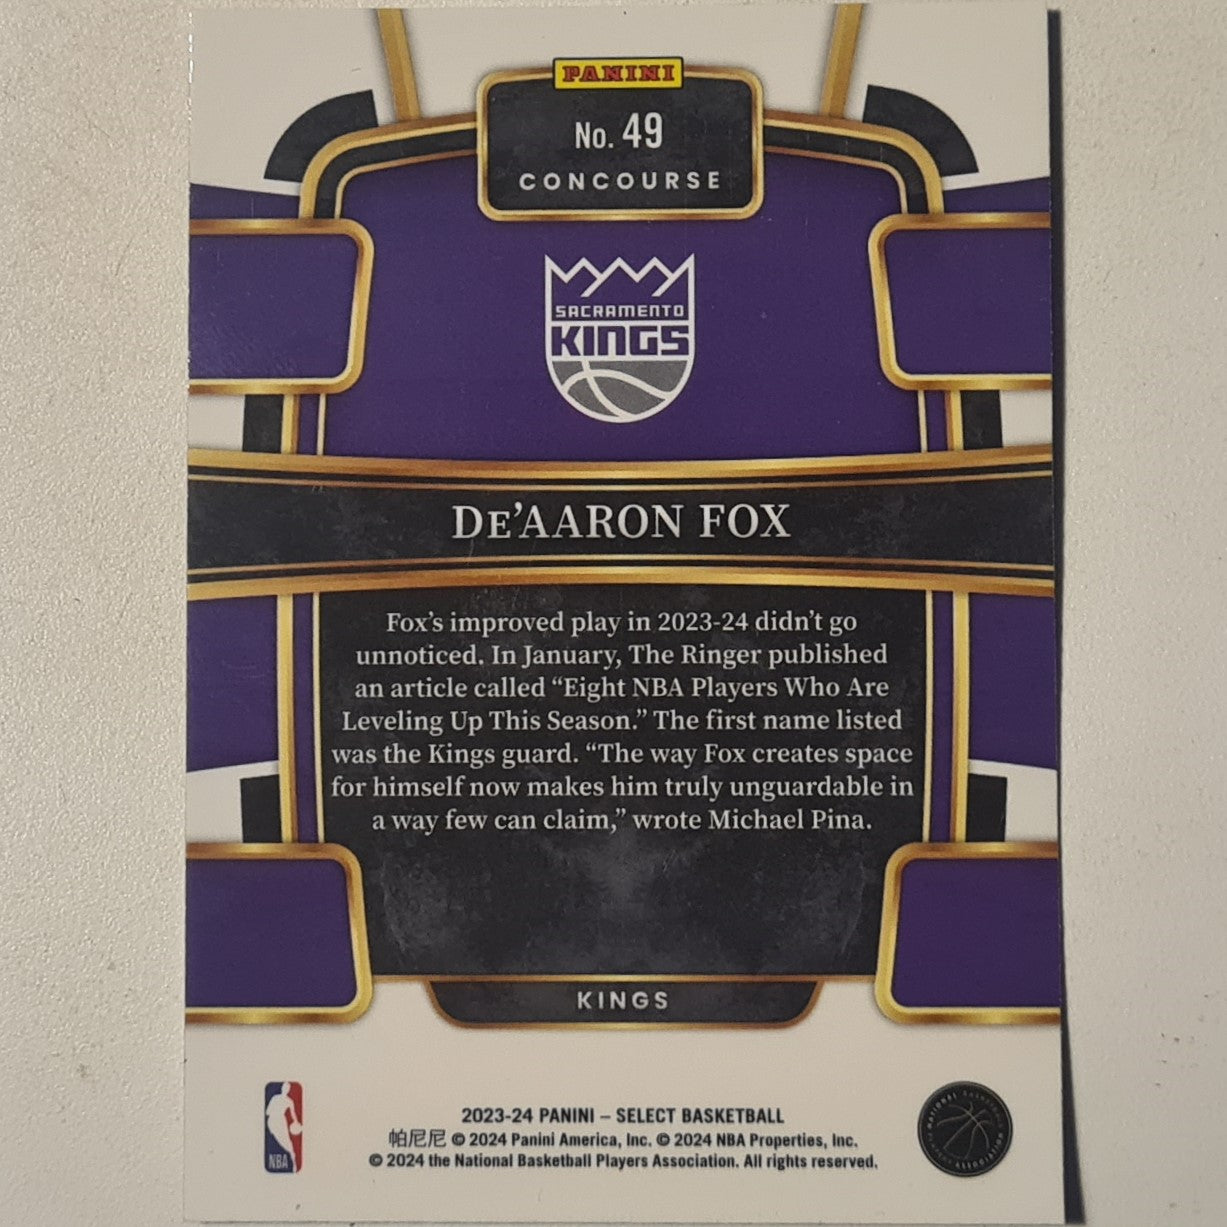 PANINI
No. 49
CONCOURSE
SACRAMENTO
KINGS
DE'AARON FOX
Fox's improved play in 2023-24 didn't go
unnoticed. In January, The Ringer published
an article called “Eight NBA Players Who Are
Leveling Up This Season.” The first name listed
was the Kings guard. “The way Fox creates space
for himself now makes him truly unguardable in
a way few can claim,” wrote Michael Pina.
KINGS
2023-24 PANINI – SELECT BASKETBALL
帕尼尼 © 2024 Panini America, Inc. © 2024 NBA Properties, Inc.
© 2024 the National Basketball Players Association. All rights reserved.
NBA